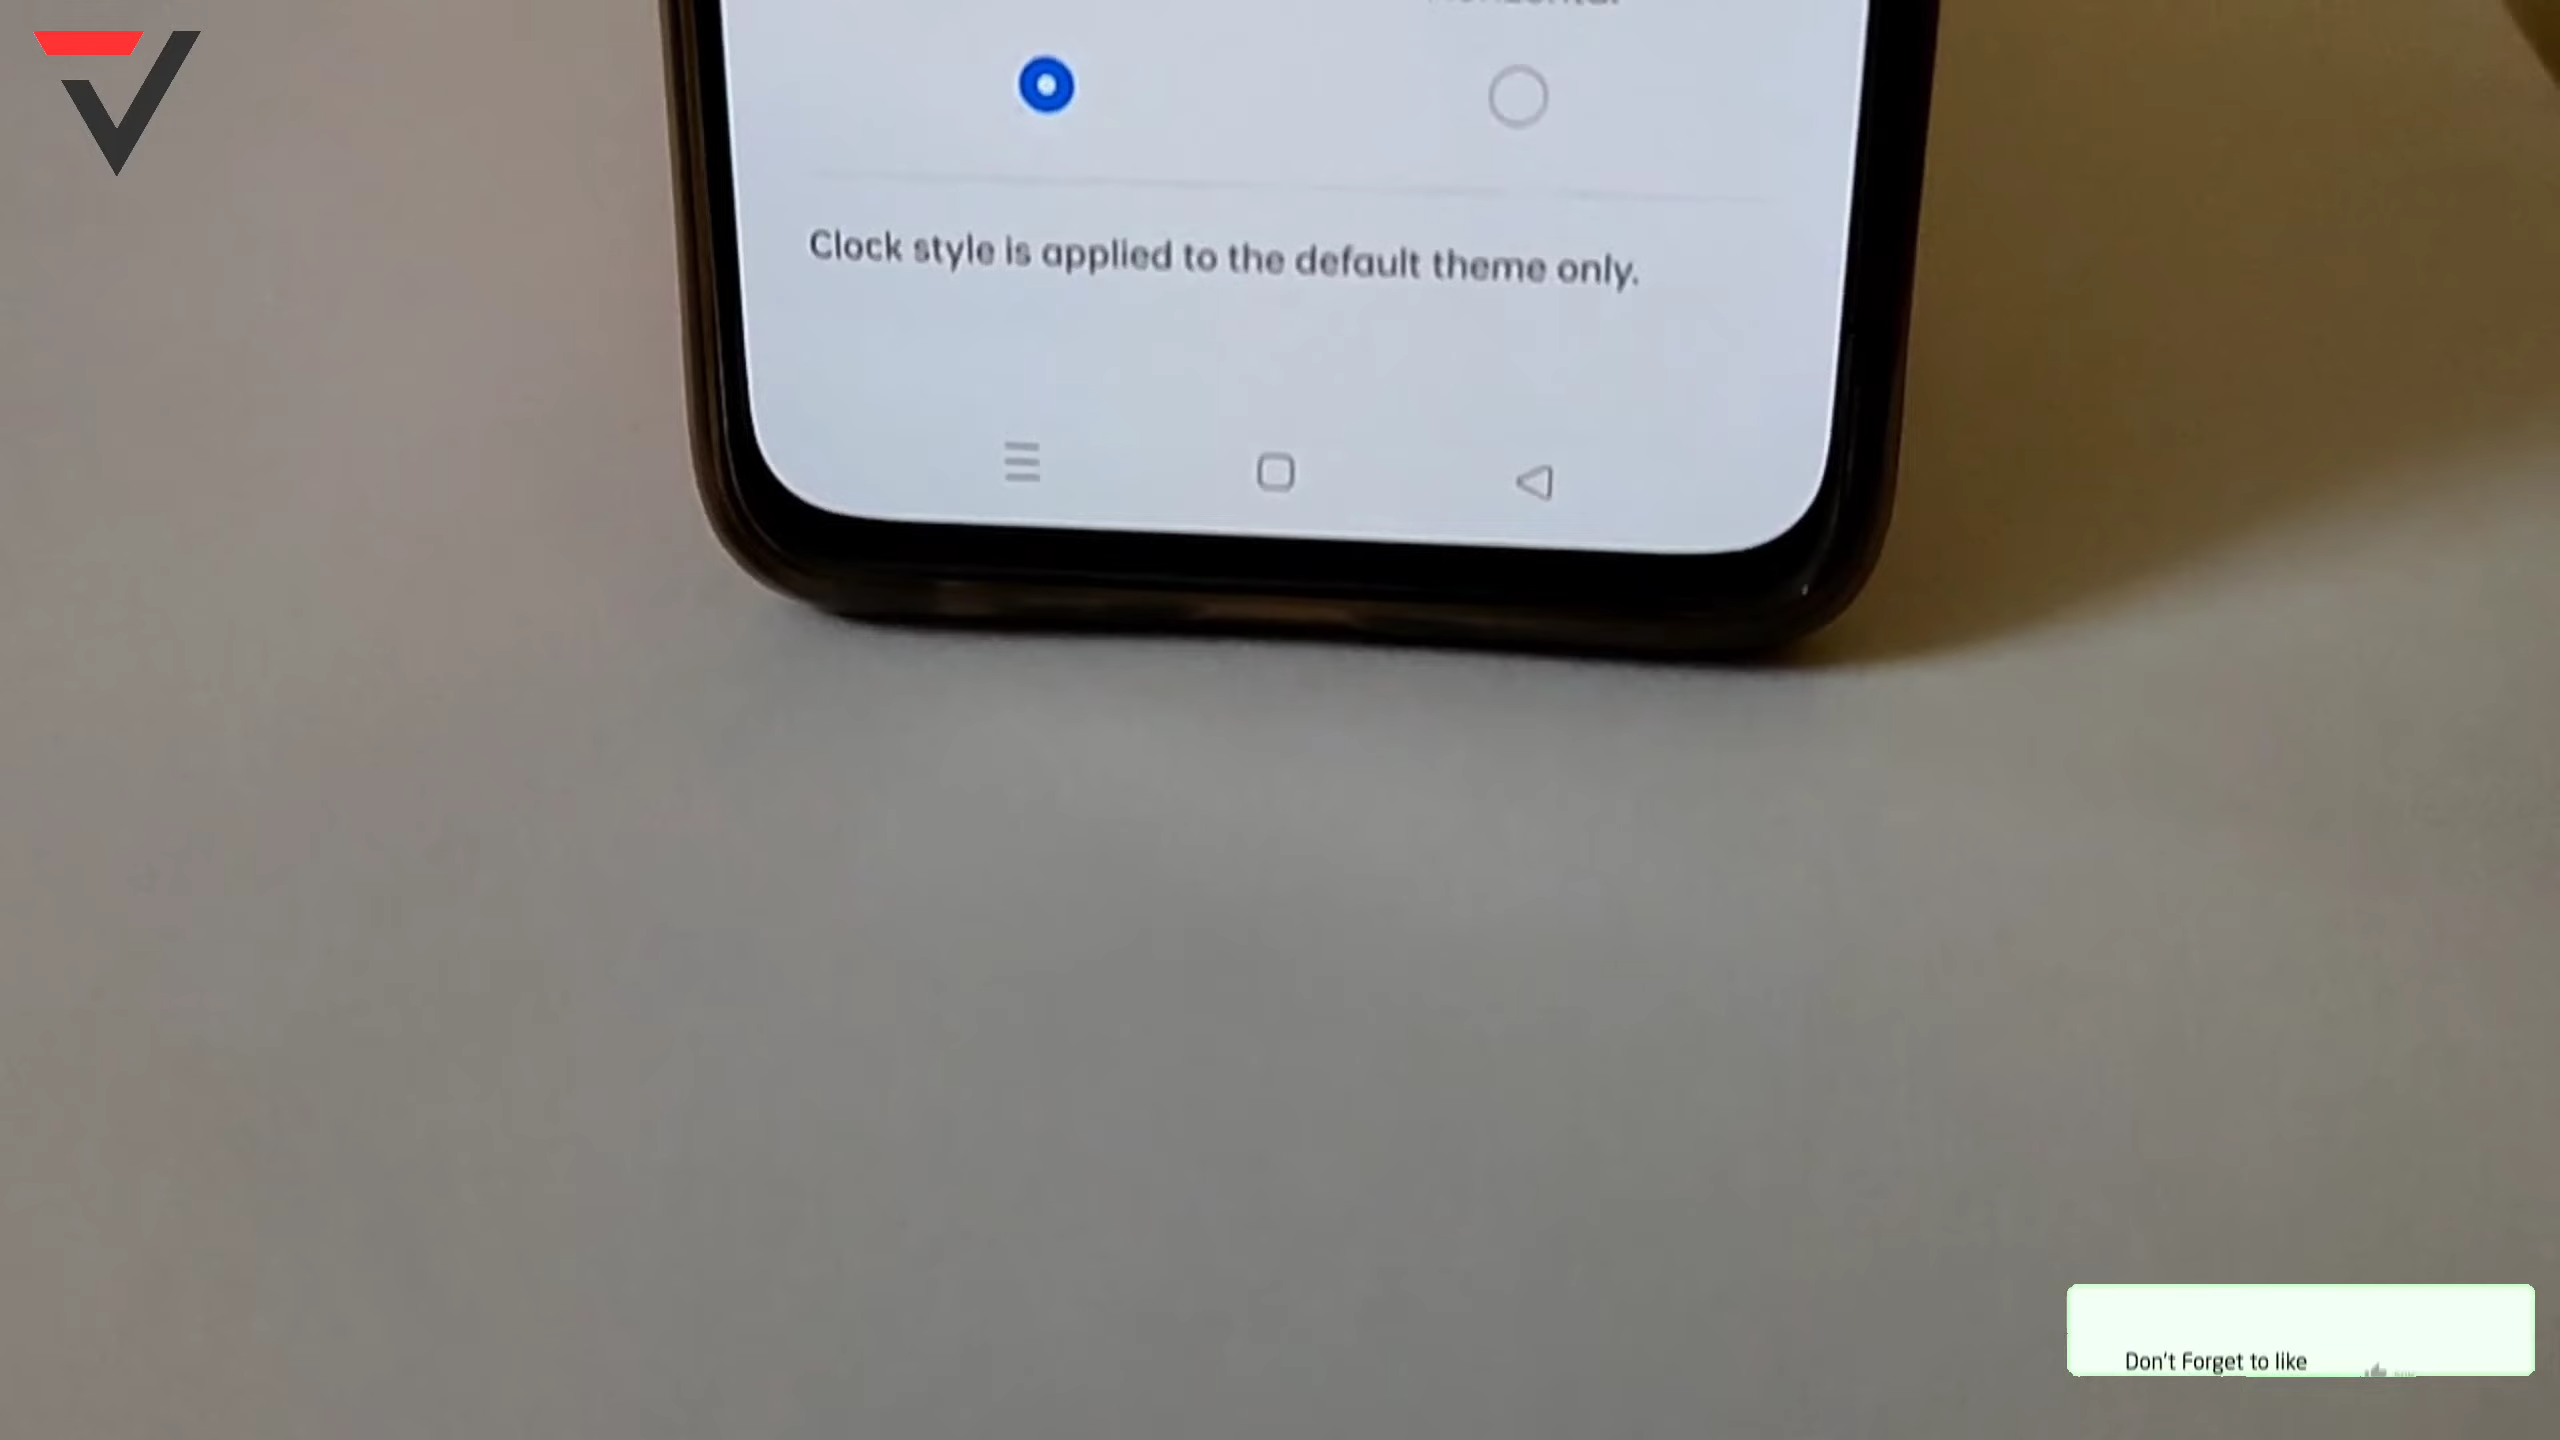 Clock style is applied to the default theme only.
Don't Forget to like